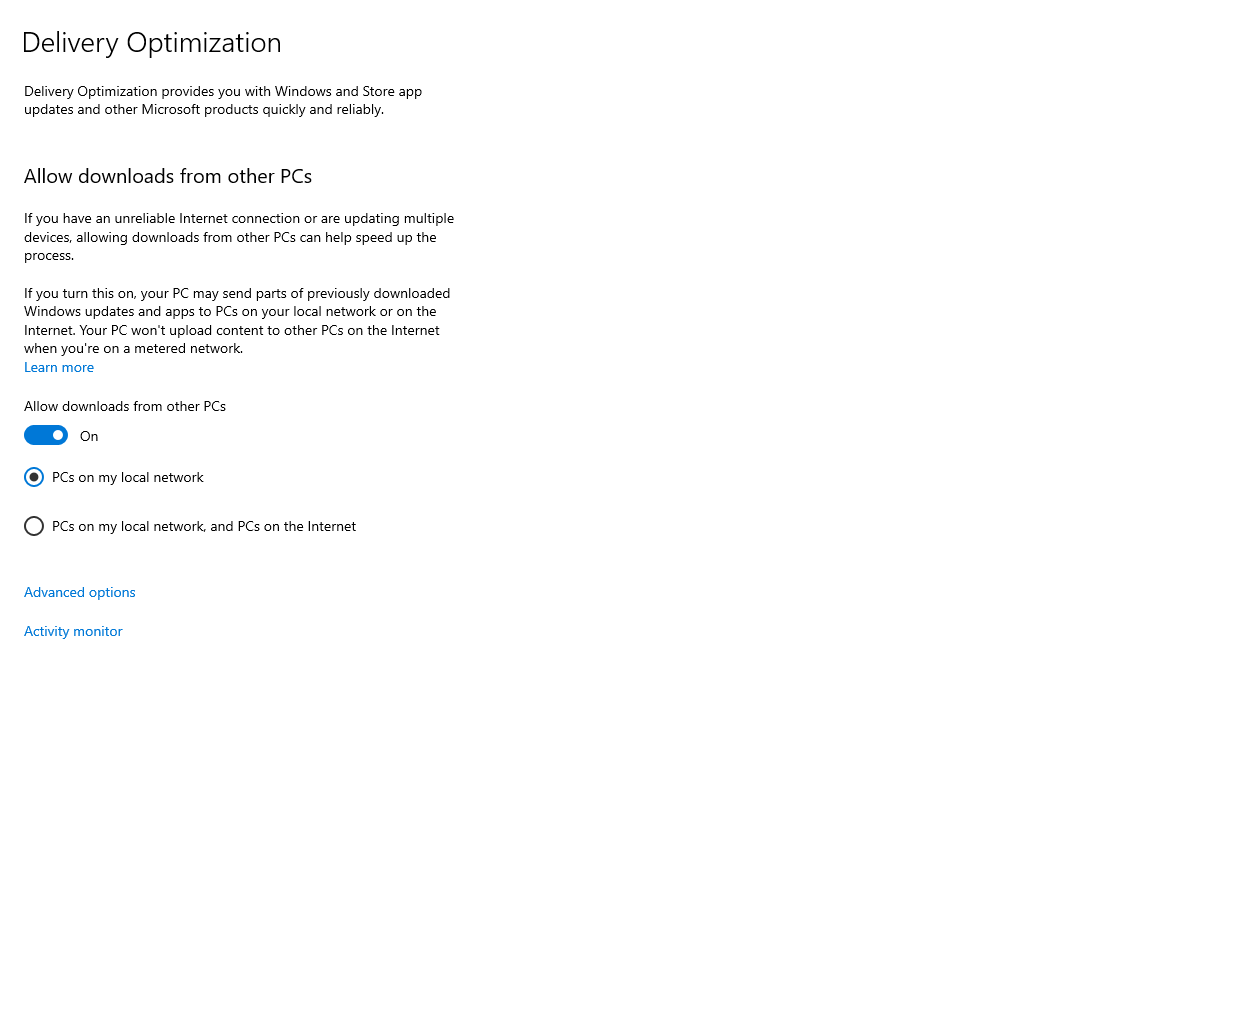 Delivery Optimization
Delivery Optimization provides you with Windows and Store app
updates and other Microsoft products quickly and reliably.
Allow downloads from other PCs
If you have an unreliable Internet connection or are updating multiple
devices, allowing downloads from other PCs can help speed up the
process.
If you turn this on, your PC may send parts of previously downloaded
Windows updates and apps to PCs on your local network or on the
Internet. Your PC won't upload content to other PCs on the Internet
when you're on a metered network.
Learn more
Allow downloads from other PCs
On
PCs on my local network
PCs on my local network, and PCs on the Internet
Advanced options
Activity monitor